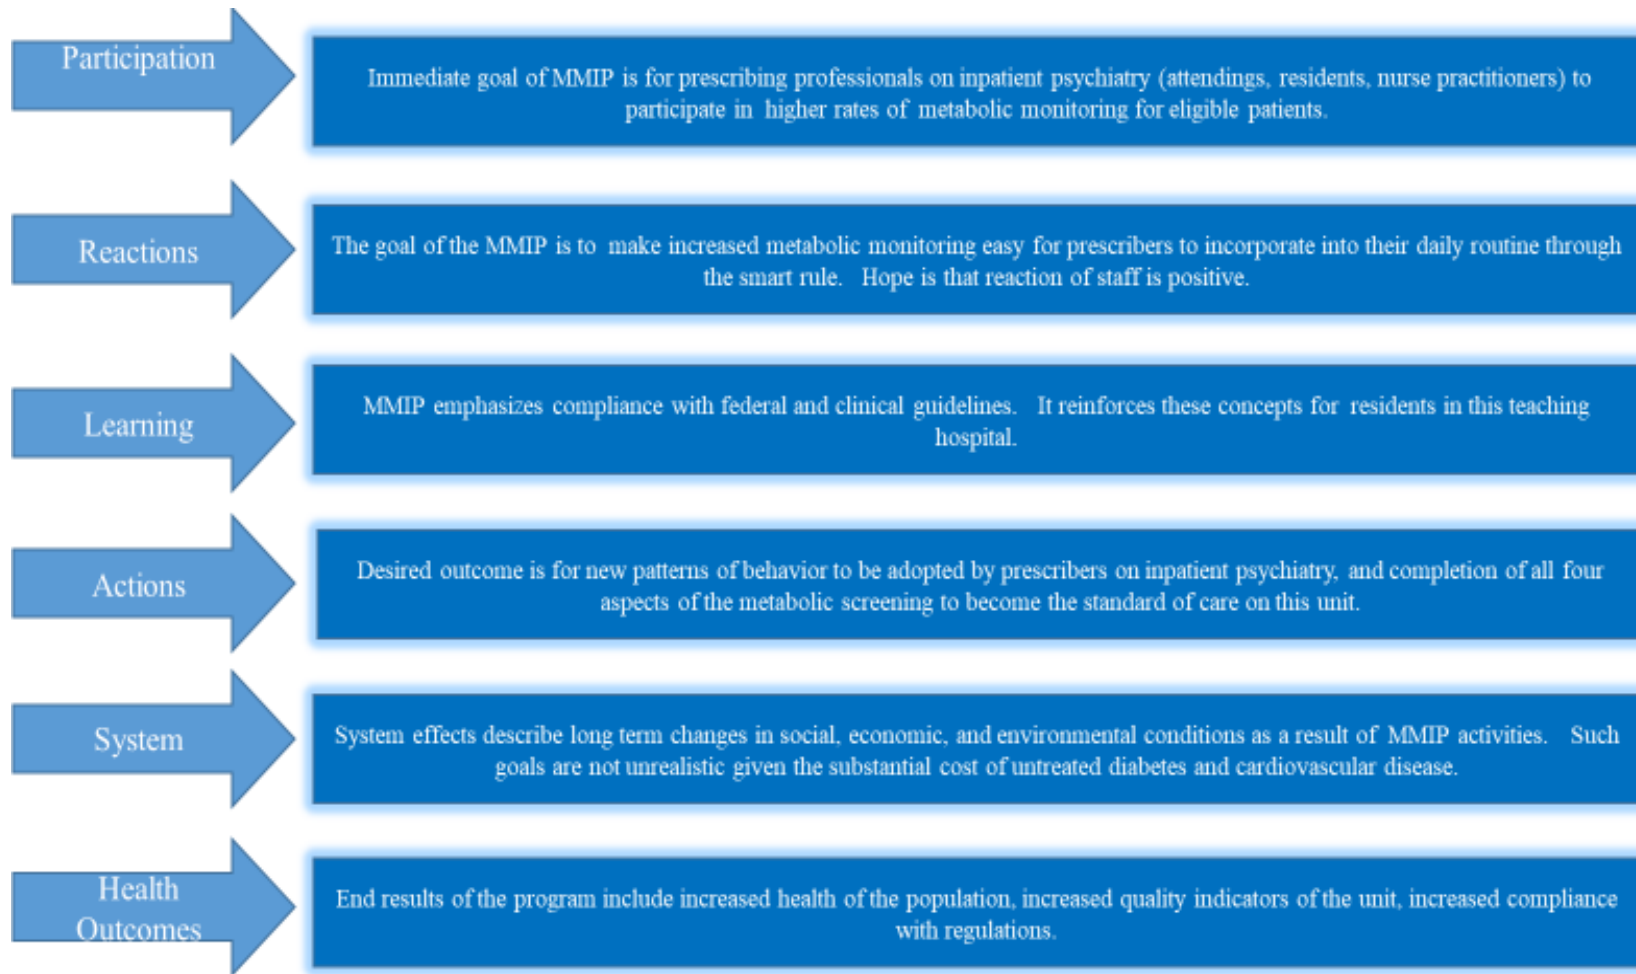 Participation
Immediate goal of MMIP is for prescribing professionals on inpatient psychiatry (attendings, residents, nurse practitioners) to
participate in higher rates of metabolic monitoring for eligible patients.
Reactions
The goal of the MMIP is to make increased metabolic monitoring easy for prescribers to incorporate into their daily routine through
the smart rule. Hope is that reaction of staff is positive.
Learning
MMIP emphasizes compliance with federal and clinical guidelines. It reinforces these concepts for residents in this teaching
hospital.
Actions
Desired outcome is for new patterns of behavior to be adopted by prescribers on inpatient psychiatry, and completion of all four
aspects of the metabolic screening to become the standard of care on this unit.
System
System effects describe long term changes in social, economic, and environmental conditions as a result of MMIP activities. Such
goals are not unrealistic given the substantial cost of untreated diabetes and cardiovascular disease.
Health
Outcomes
End results of the program include increased health of the population, increased quality indicators of the unit, increased compliance
with regulations.